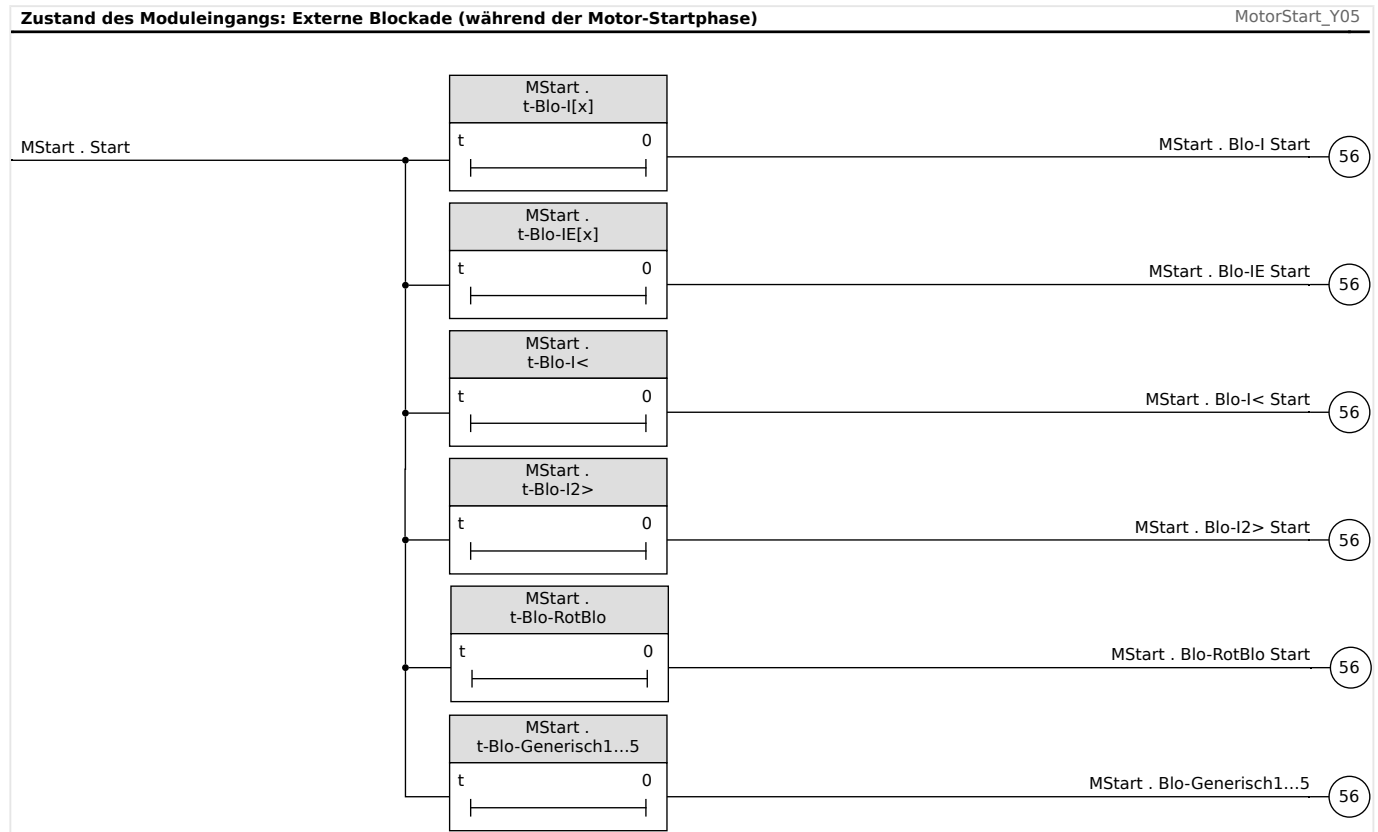 Zustand des Moduleingangs: Externe Blockade (während der Motor-Startphase)
MotorStart_Y05
MStart . Start
MStart .
t-Blo-I[x]
t
0
MStart . Blo-I Start
56
MStart .
t-Blo-IE[x]
t
0
MStart . Blo-IE Start
56
MStart .
t-Blo-I<
t
0
MStart . Blo-I< Start
56
MStart .
t-Blo-I2>
t
0
MStart . Blo-I2> Start
56
MStart .
t-Blo-RotBlo
t
0
MStart . Blo-RotBlo Start
56
MStart .
t-Blo-Generisch1...5
t
0
MStart . Blo-Generisch1...5
56